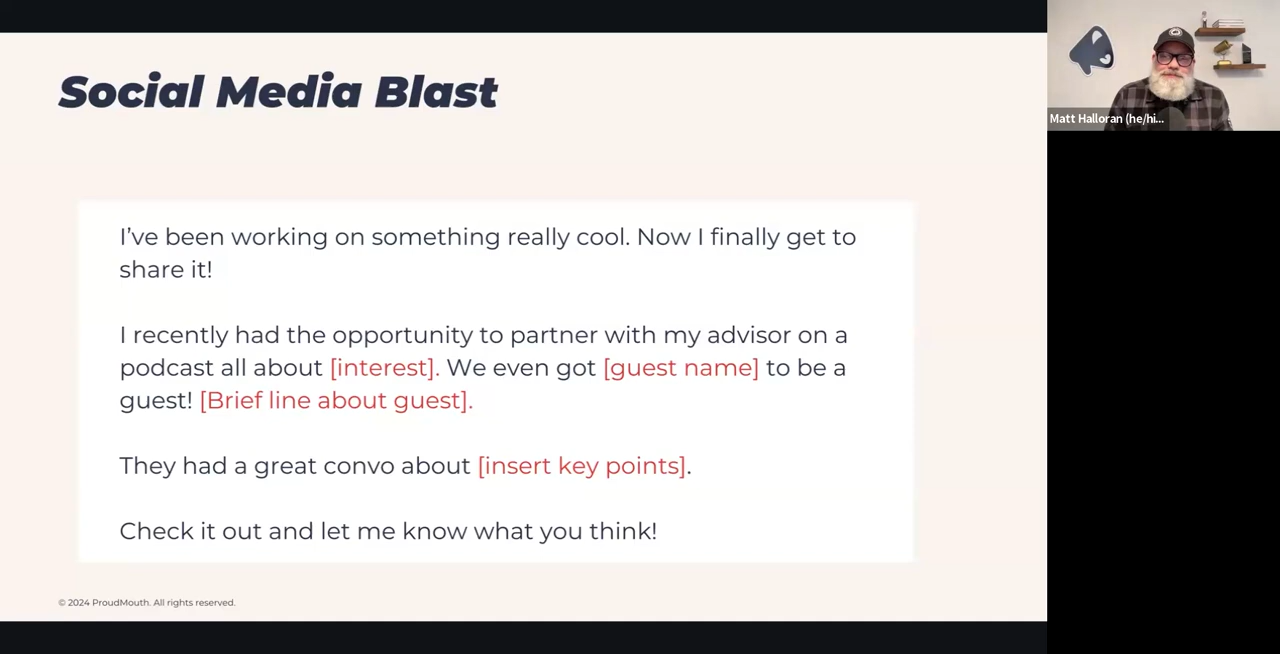 Social Media Blast
I’ve been working on something really cool. Now I finally get to
share it!
I recently had the opportunity to partner with my advisor on a
podcast all about [interest]. We even got [guest name] to be a
guest! [Brief line about guest].
They had a great convo about [insert key points].
Check it out and let me know what you think!
© 2024 ProudMouth. All rights reserved.
Matt Halloran (he/hi...